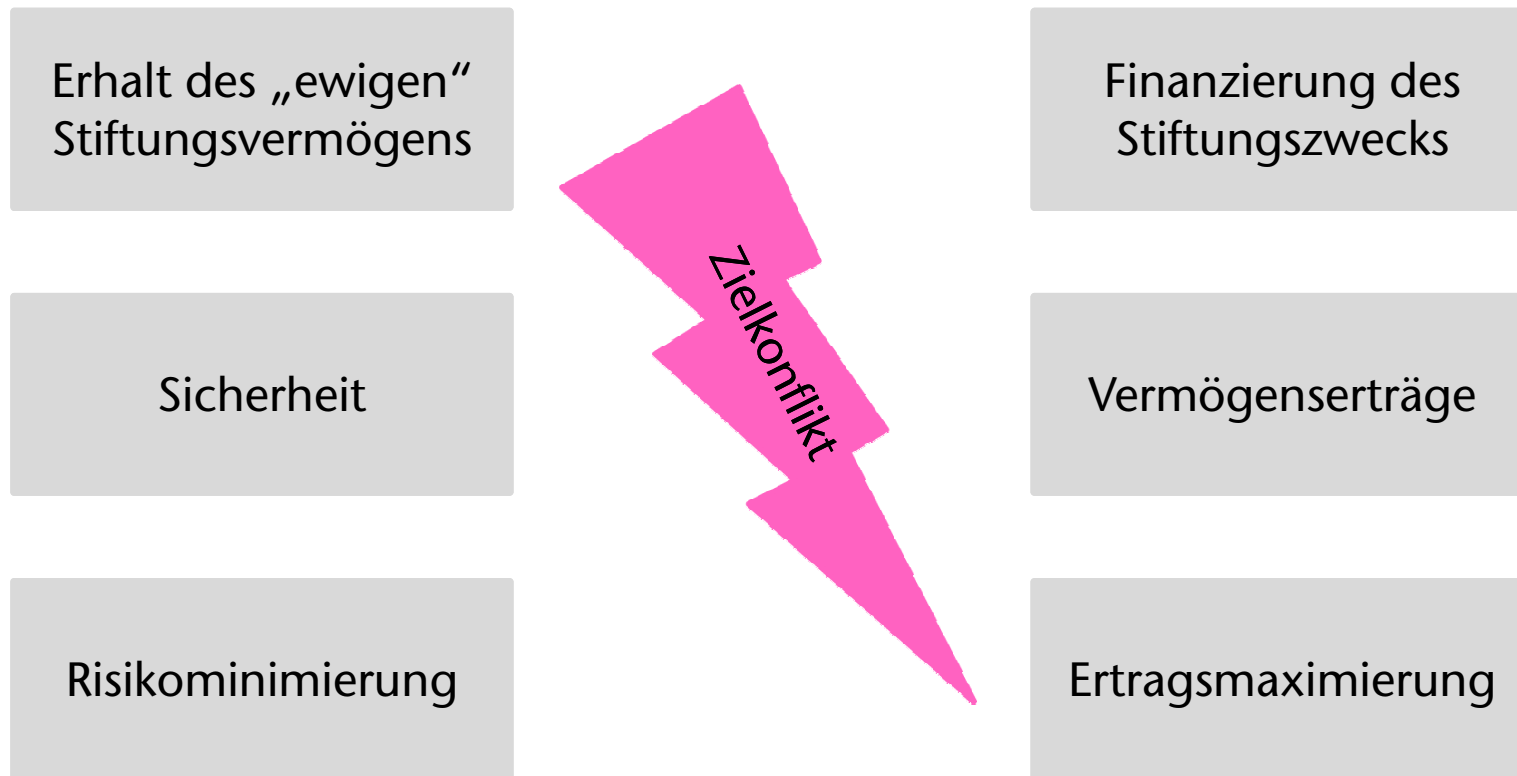 Erhalt des „ewigen“
Stiftungsvermögens
Finanzierung des
Stiftungszwecks
Zielkonflikt
Sicherheit
Vermögenserträge
Risikominimierung
Ertragsmaximierung